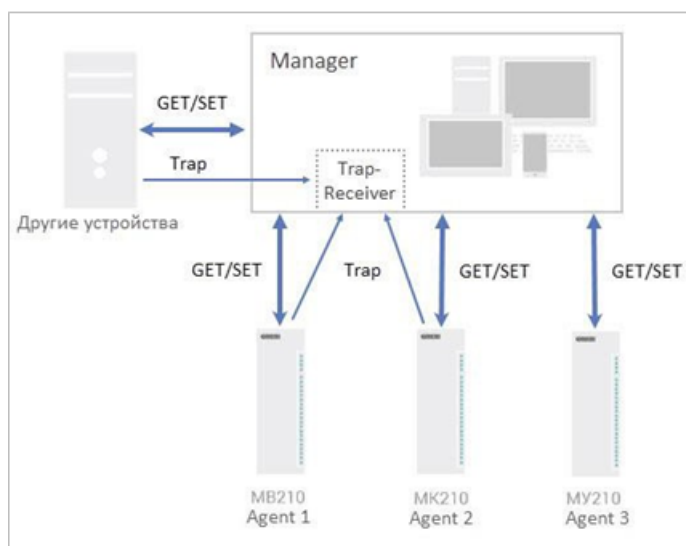 Manager
GET/SET
Trap
Trap-
Receiver
Другие устройства
GET/SET
Trap
GET/SET
GET/SET
МВ210
Agent 1
МК210
Agent 2
МУ210
Agent 3